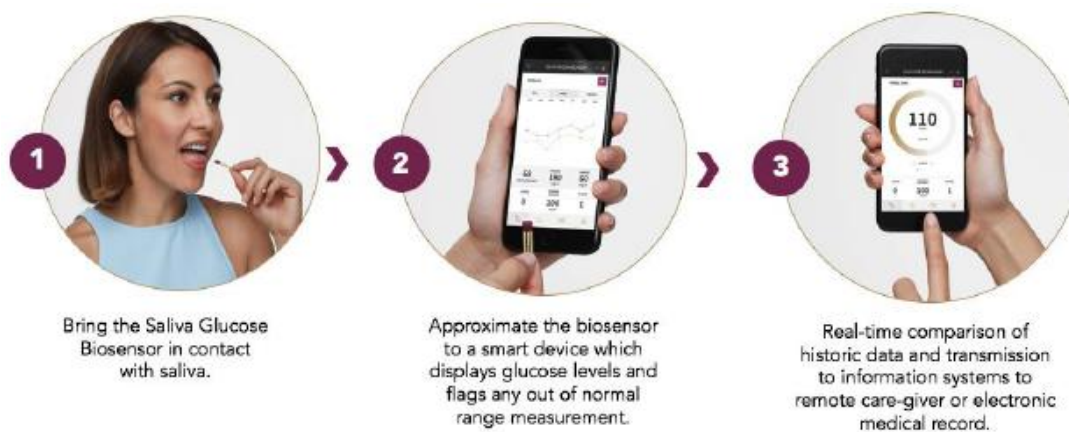 1
Bring the Saliva Glucose
Biosensor in contact
with saliva.
2
Approximate the biosensor
to a smart device which
displays glucose levels and
flags any out of normal
range measurement.
3
110
Real-time comparison of
historic data and transmission
to information systems to
remote care-giver or electronic
medical record.